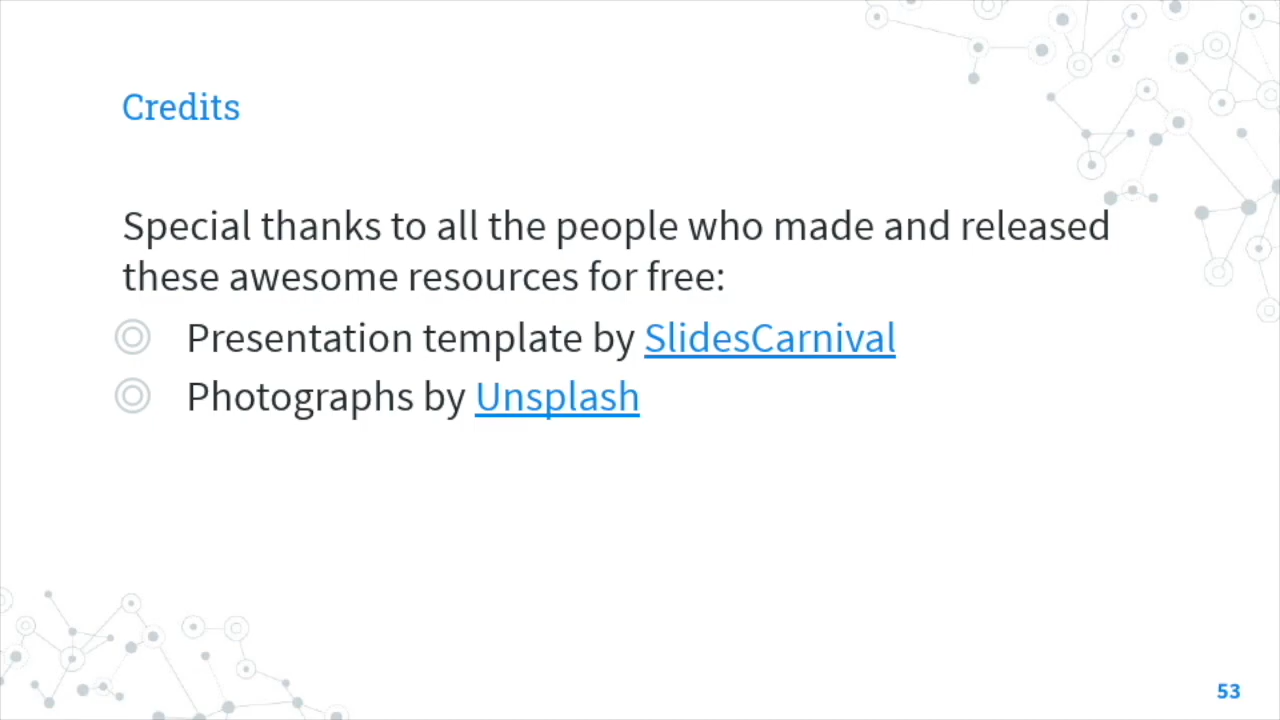 Credits
Special thanks to all the people who made and released
these awesome resources for free:
Presentation template by SlidesCarnival
Photographs by Unsplash
53